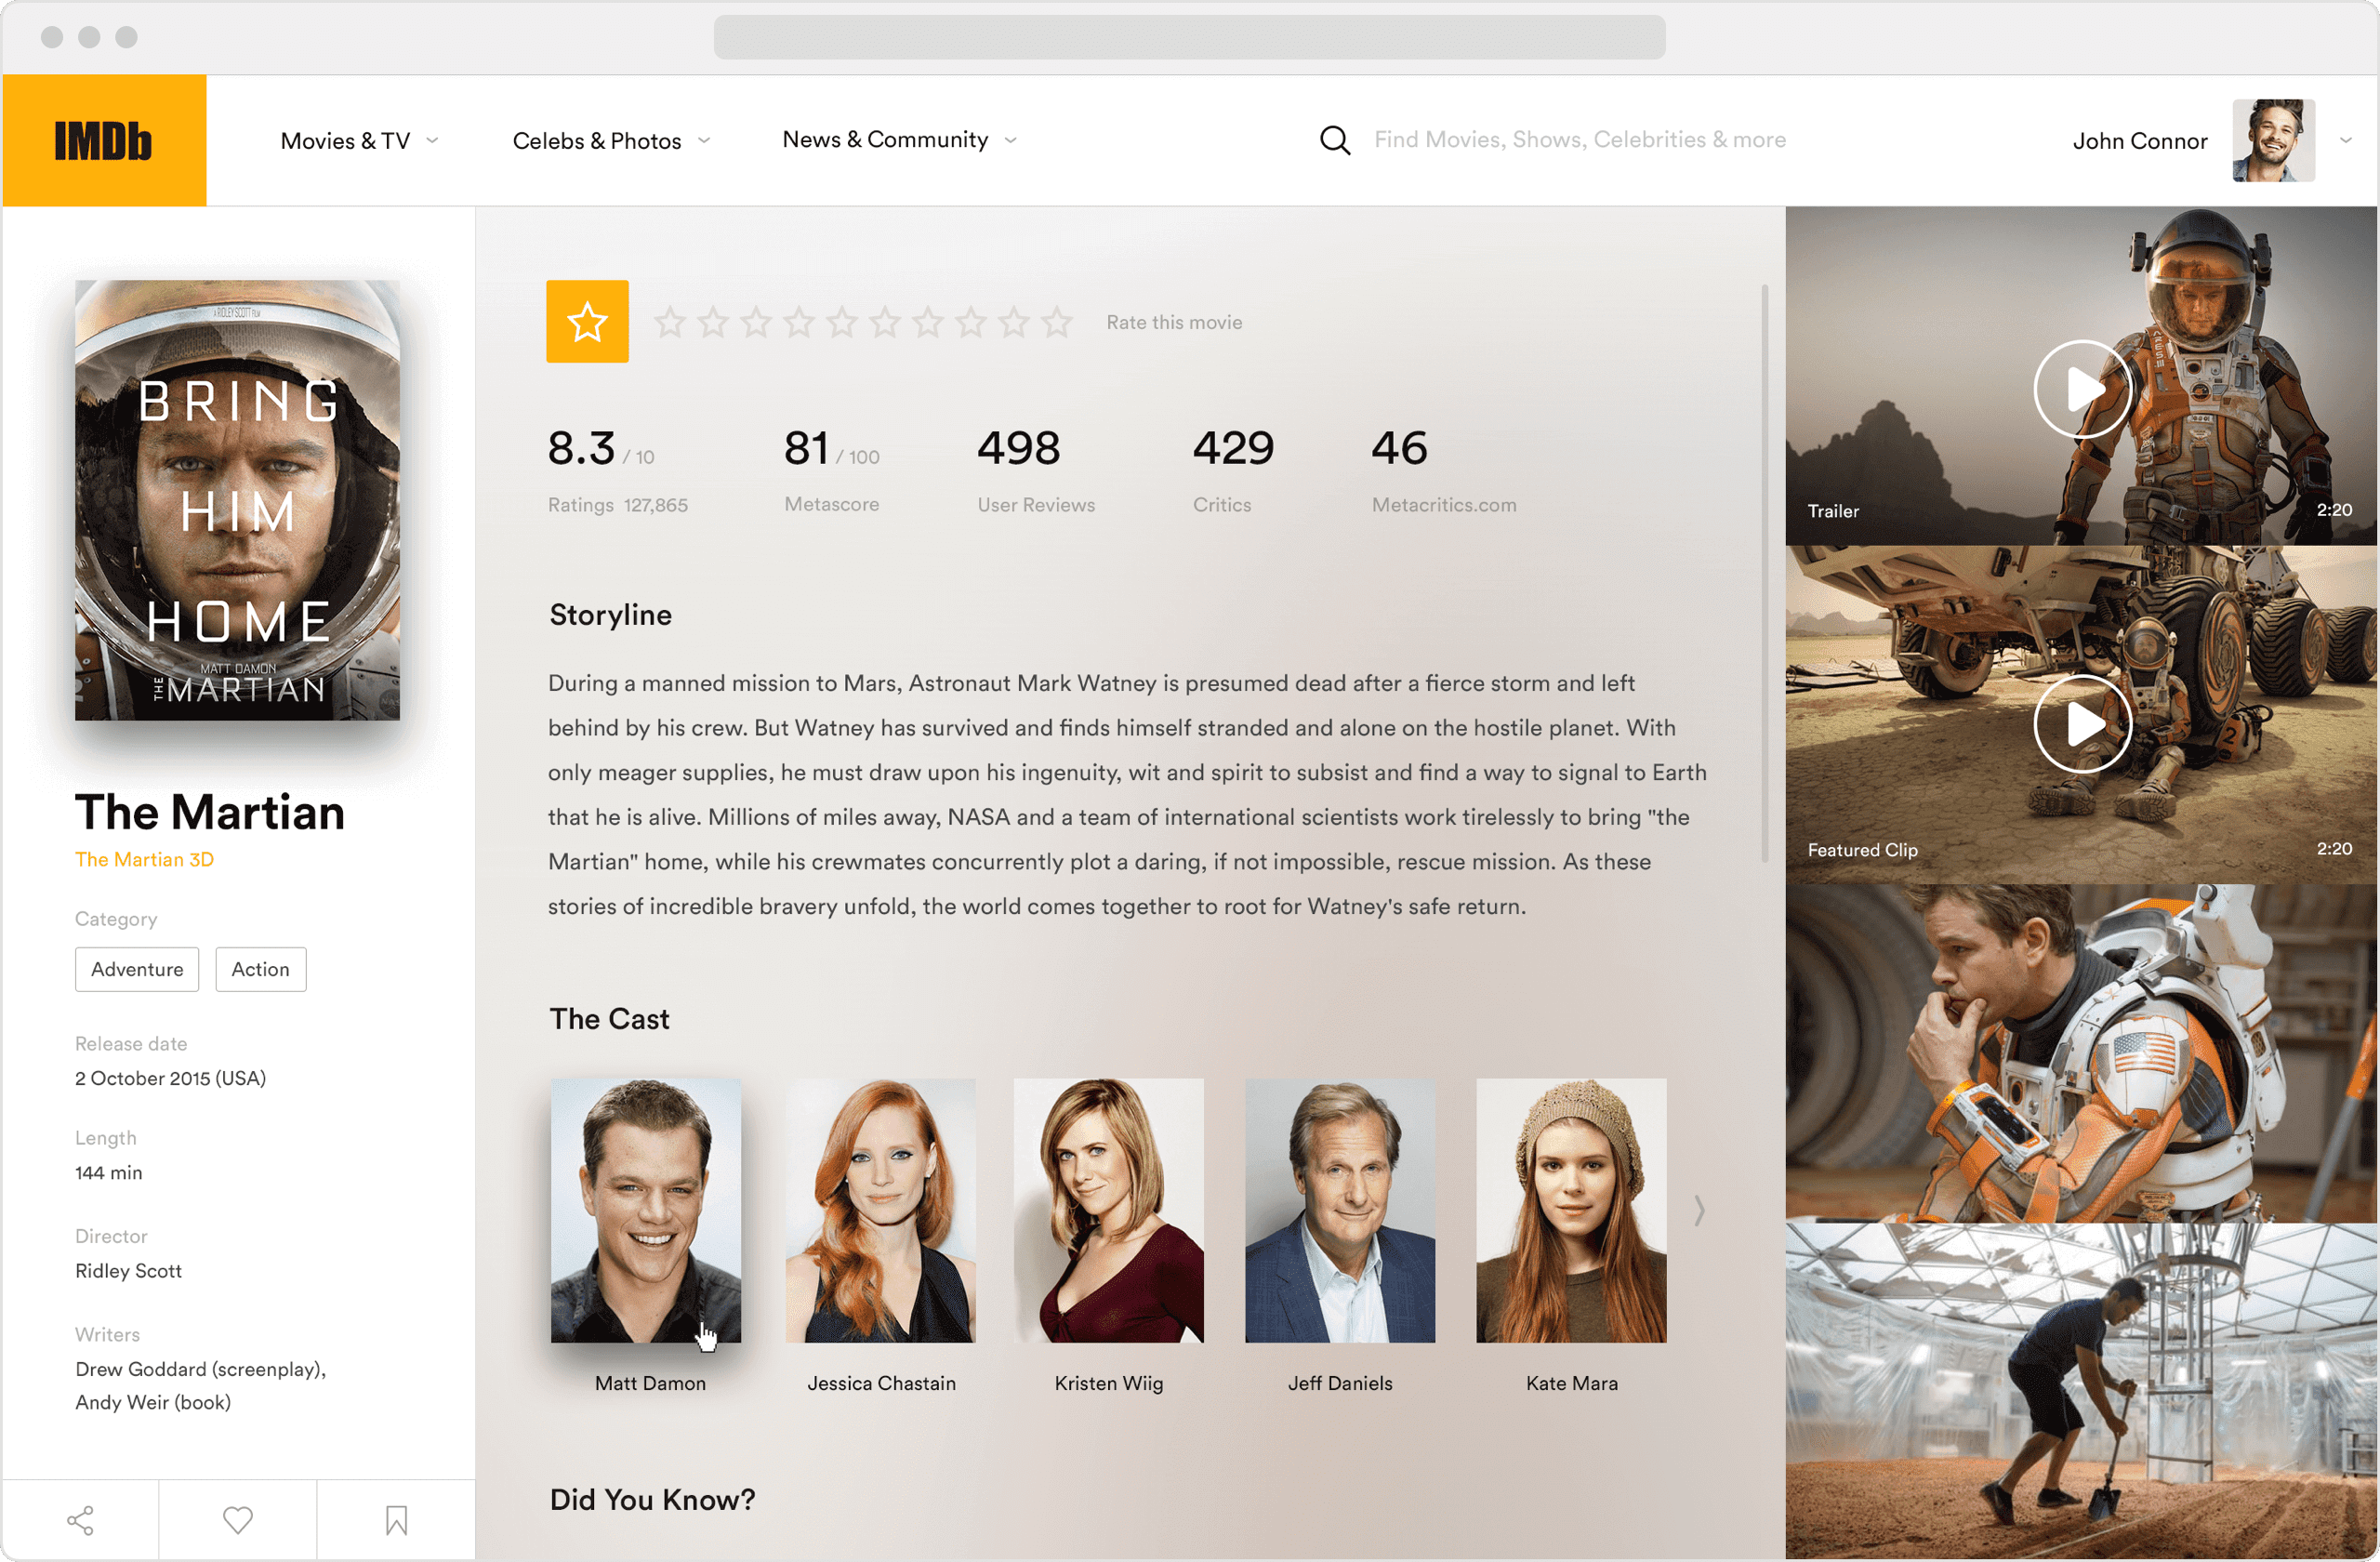 IMDb
Movies & TV
Celebs & Photos
News & Community
Find Movies, Shows, Celebrities & more
John Connor
A RIDLEY SCOTT FILM
BRING
HIM
HOME
MATT DAMON
THE MARTIAN
The Martian
The Martian 3D
Category
Adventure
Action
Release date
2 October 2015 (USA)
Length
144 min
Director
Ridley Scott
Writers
Drew Goddard (screenplay),
Andy Weir (book)
Rate this movie
8.3 / 10
Ratings 127,865
81 / 100
Metascore
498
User Reviews
429
Critics
46
Metacritics.com
Storyline
During a manned mission to Mars, Astronaut Mark Watney is presumed dead after a fierce storm and left
behind by his crew. But Watney has survived and finds himself stranded and alone on the hostile planet. With
only meager supplies, he must draw upon his ingenuity, wit and spirit to subsist and find a way to signal to Earth
that he is alive. Millions of miles away, NASA and a team of international scientists work tirelessly to bring "the
Martian" home, while his crewmates concurrently plot a daring, if not impossible, rescue mission. As these
stories of incredible bravery unfold, the world comes together to root for Watney's safe return.
The Cast
Matt Damon
Jessica Chastain
Kristen Wiig
Jeff Daniels
Kate Mara
Did You Know?
Trailer
2:20
2
Featured Clip
2:20